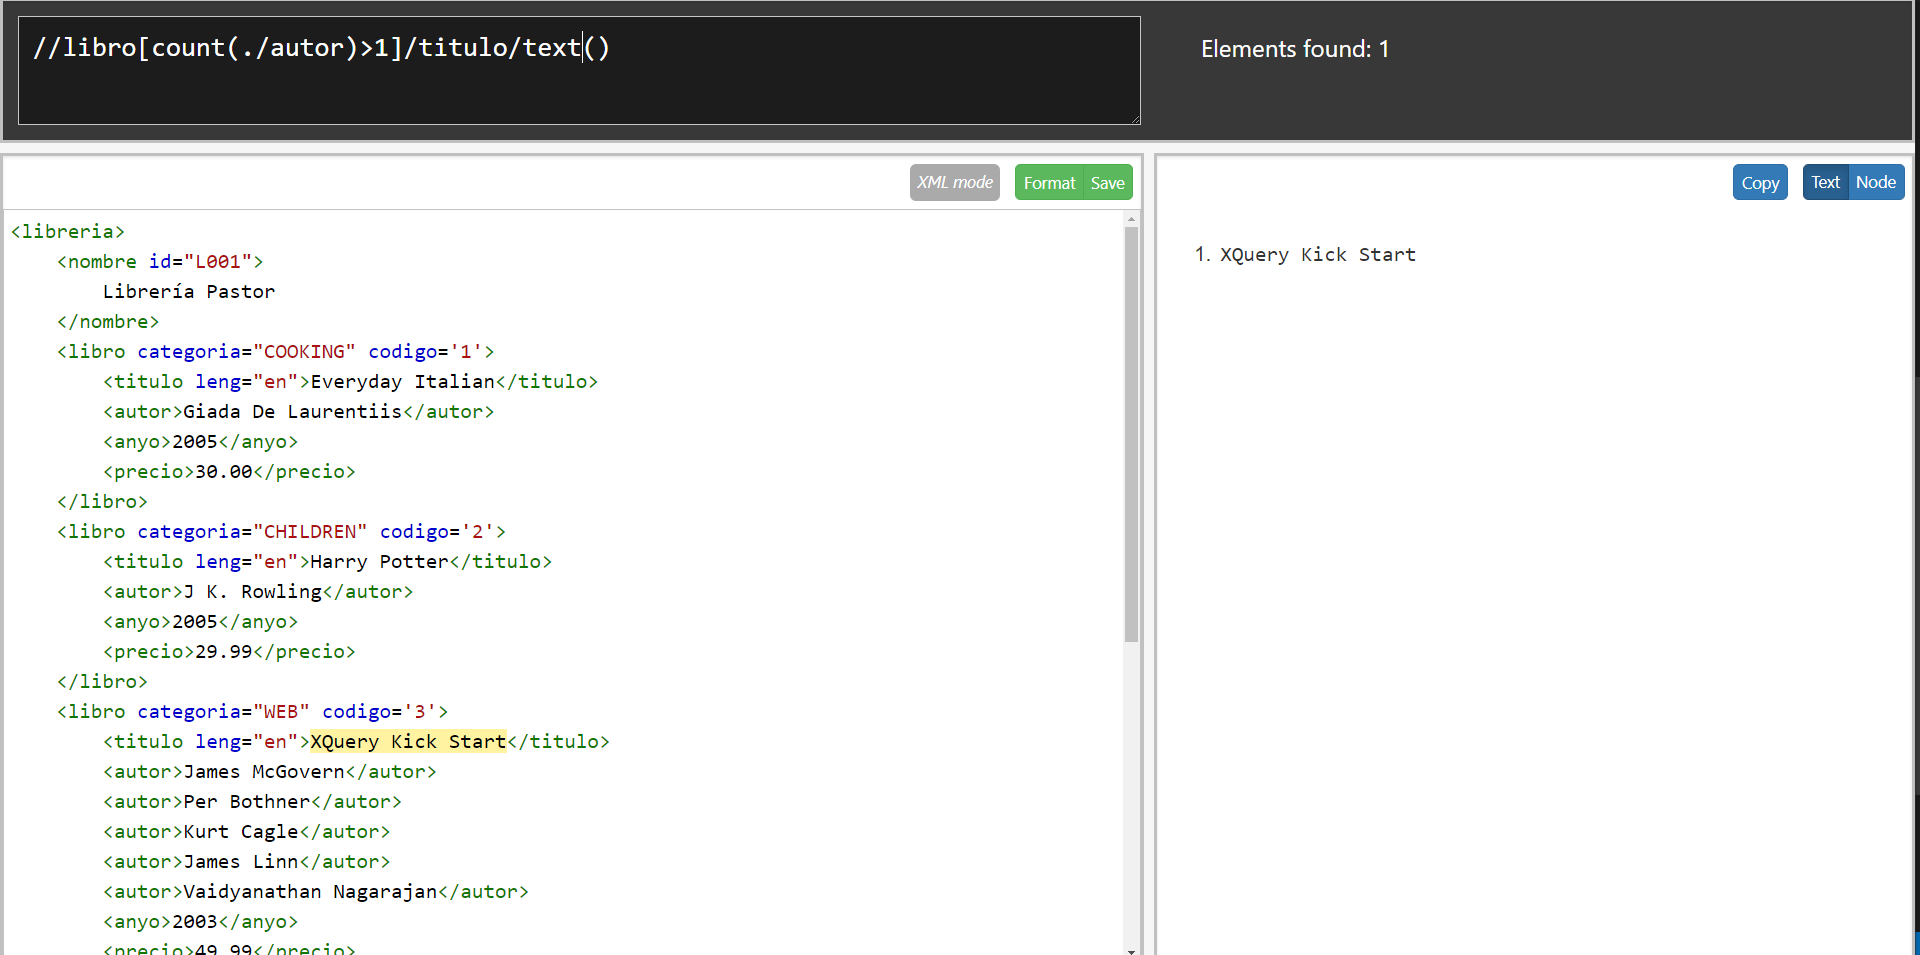 //libro[count(./autor)>1]/titulo/text()
Elements found: 1
XML mode Format Save
Copy Text Node
<libreria>
    <nombre id="L001">
        Librería Pastor
    </nombre>
    <libro categoria="COOKING" codigo='1'>
        <titulo leng="en">Everyday Italian</titulo>
        <autor>Giada De Laurentiis</autor>
        <anyo>2005</anyo>
        <precio>30.00</precio>
    </libro>
    <libro categoria="CHILDREN" codigo='2'>
        <titulo leng="en">Harry Potter</titulo>
        <autor>J K. Rowling</autor>
        <anyo>2005</anyo>
        <precio>29.99</precio>
    </libro>
    <libro categoria="WEB" codigo='3'>
        <titulo leng="en">XQuery Kick Start</titulo>
        <autor>James McGovern</autor>
        <autor>Per Bothner</autor>
        <autor>Kurt Cagle</autor>
        <autor>James Linn</autor>
        <autor>Vaidyanathan Nagarajan</autor>
        <anyo>2003</anyo>
        <precio>49.99</precio>
1. XQuery Kick Start